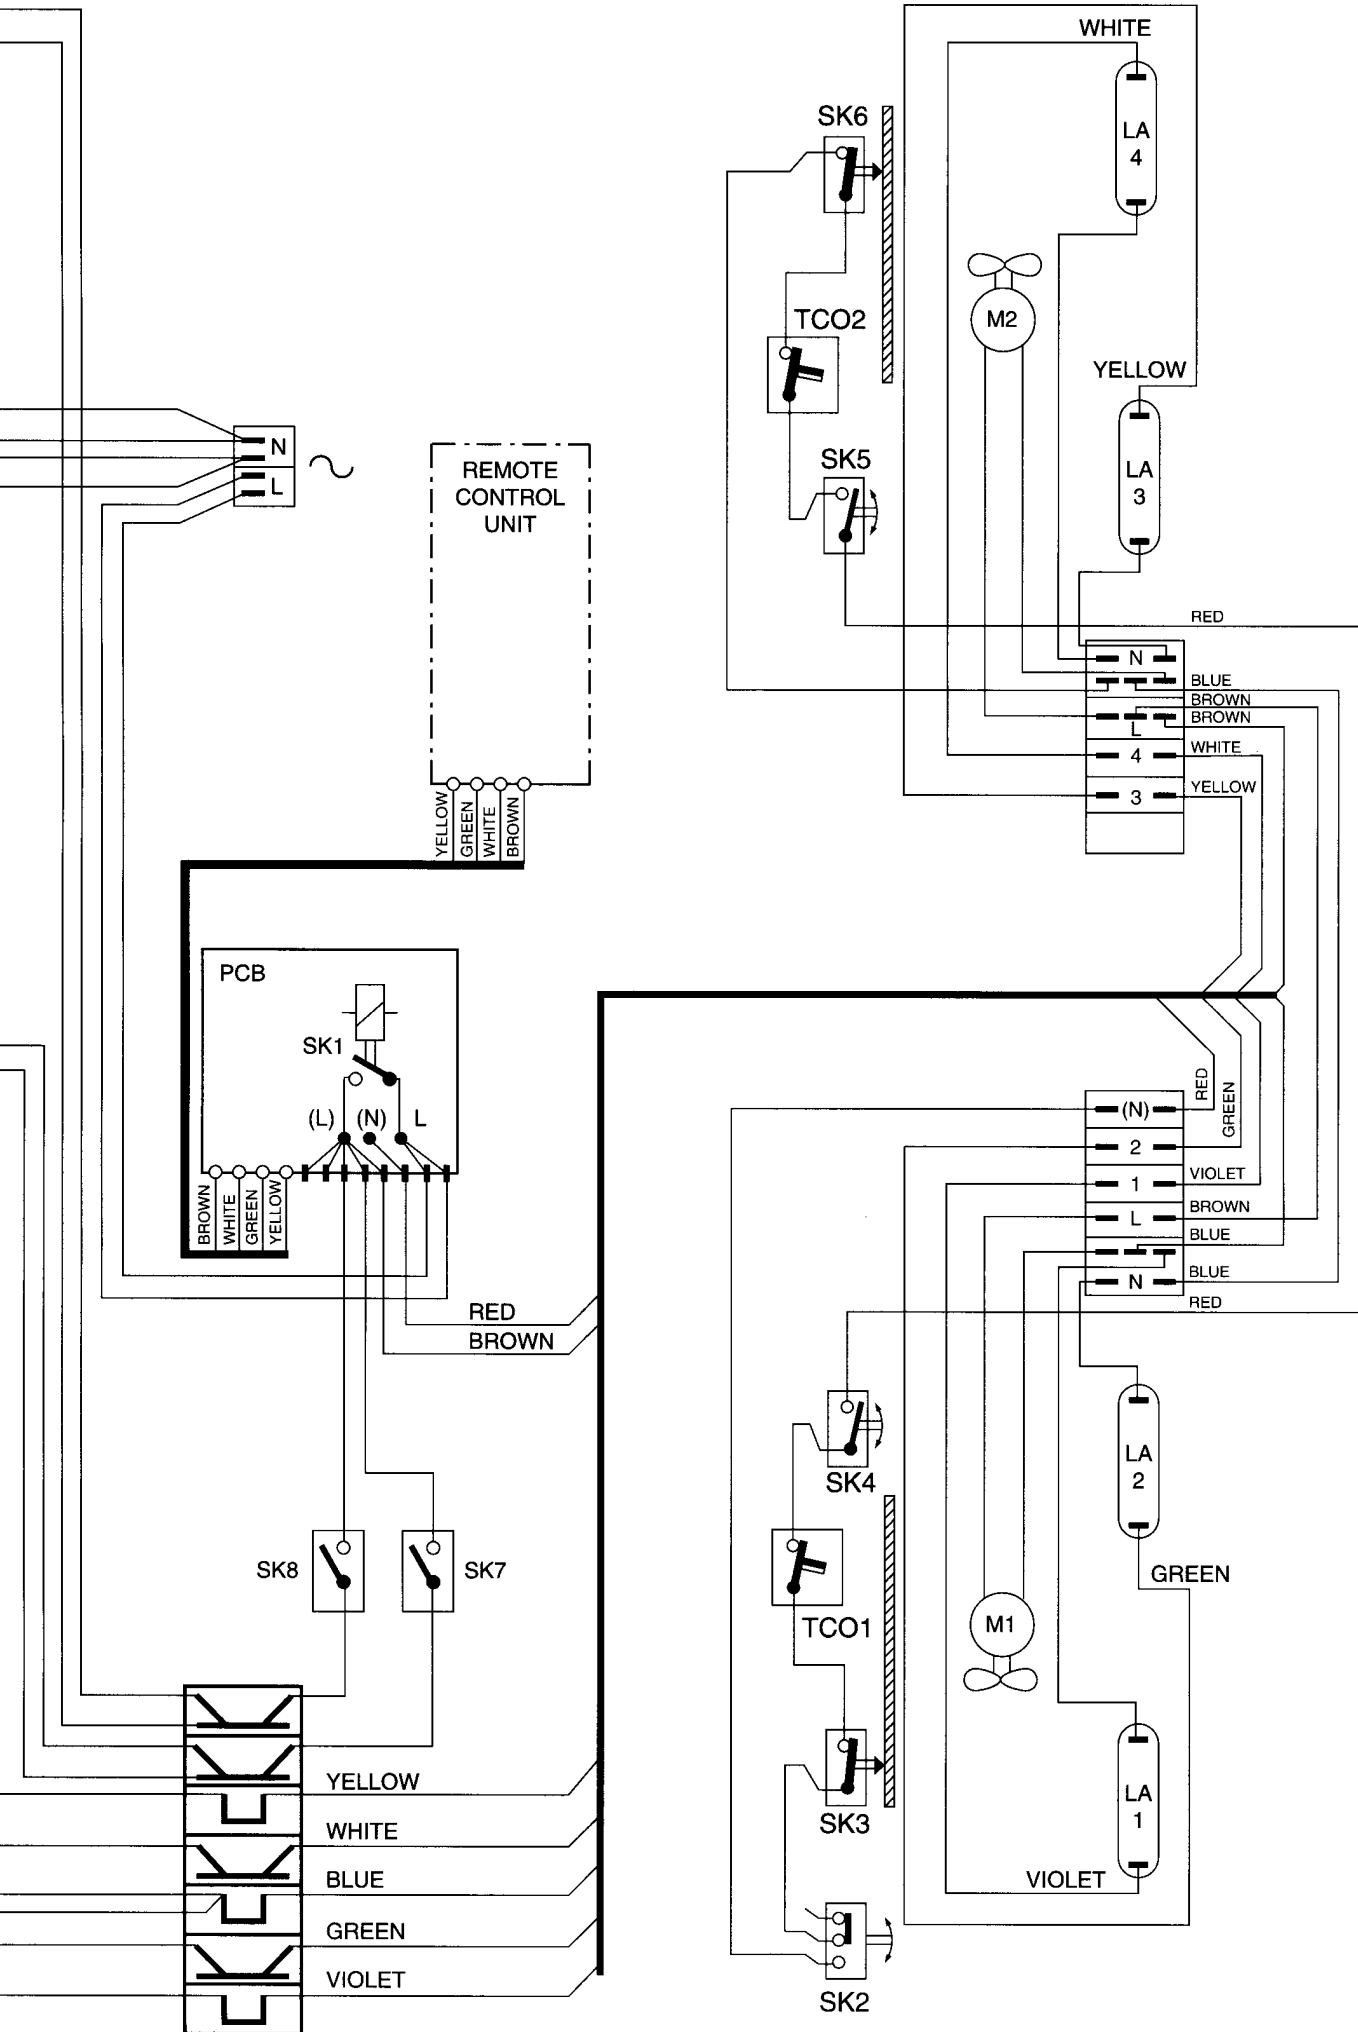 WHITE
SK6
LA
4
M2
TCO2
YELLOW
N
L
REMOTE
CONTROL
UNIT
SK5
LA
3
RED
N
BLUE
BROWN
BROWN
L
4
WHITE
3
YELLOW
YELLOW
GREEN
WHITE
BROWN
PCB
SK1
(L)
(N)
L
RED
GREEN
(N)
2
1
VIOLET
L
BROWN
BLUE
N
BLUE
RED
BROWN
WHITE
GREEN
YELLOW
RED
BROWN
SK4
LA
2
GREEN
SK8
SK7
TCO1
M1
SK3
LA
1
VIOLET
YELLOW
WHITE
BLUE
GREEN
VIOLET
SK2